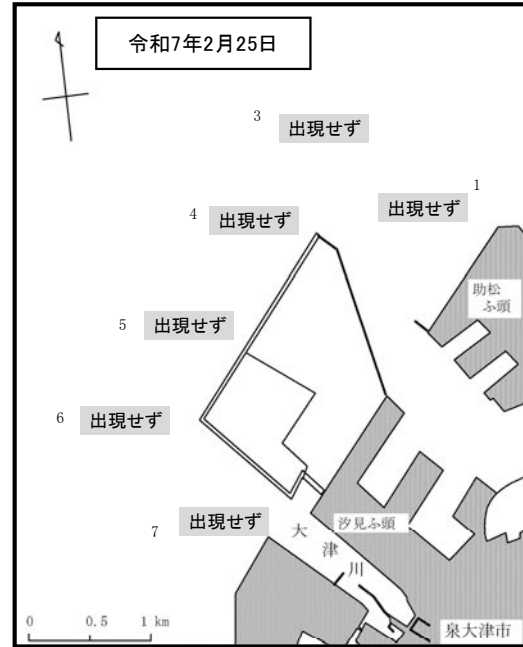 令和7年2月25日
3
出現せず
1
出現せず
4
出現せず
助松
ふ頭
5
出現せず
6
出現せず
7
出現せず
汐見ふ頭
大
津
川
0 0.5 1 km
泉大津市